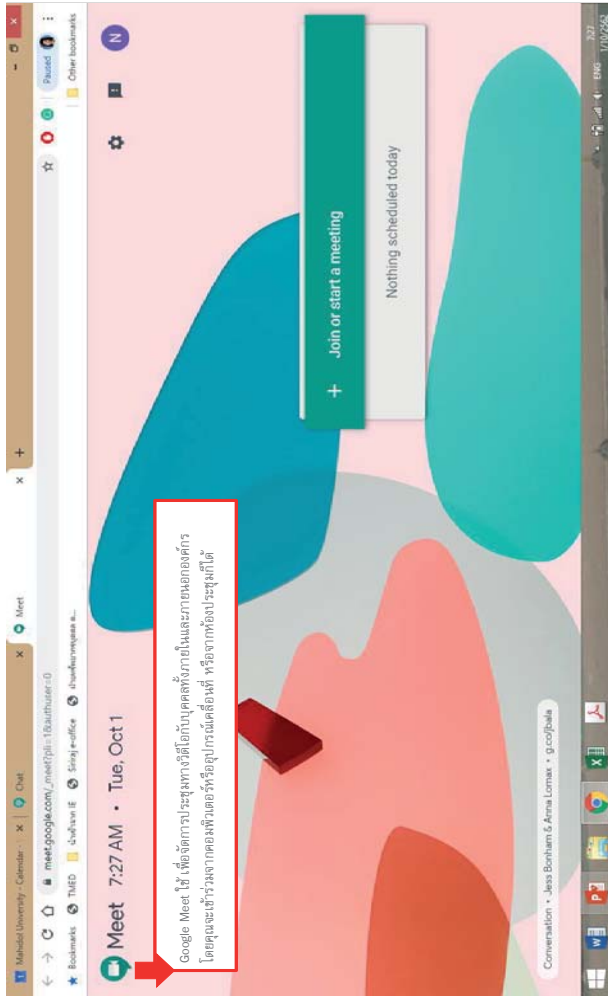 Mahidol University - Calendar -
Chat
Meet
meet.google.com/_meet?pli=1&authuser=0
Paused
Bookmarks
TMED
Siriraj e-office
Other bookmarks
Meet 7:27 AM • Tue, Oct 1
N
Google Meet ใช้ เพื่อจัดการประชุมทางวิดีโอกับบุคคลทั้งภายในและภายนอกองค์กร
โดยคุณจะเข้าร่วมจากคอมพิวเตอร์หรืออุปกรณ์เคลื่อนที่ หรือจากห้องประชุมก็ได้
+ Join or start a meeting
Nothing scheduled today
Conversation • Jess Bonham & Anna Lomax • g.co/jbala
ENG
7:27
1/10/2562